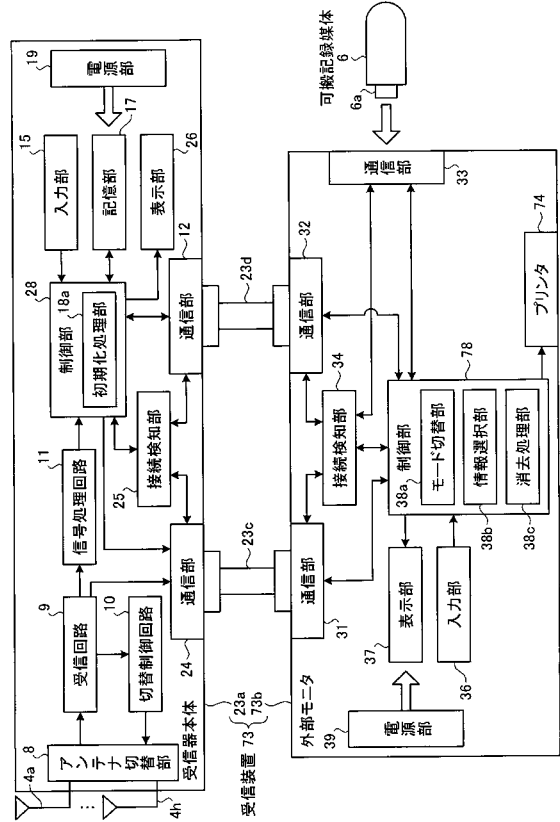 4a
4h
8
アンテナ切替部
9
受信回路
10
切替制御回路
11
信号処理回路
28
制御部
18a
初期化処理部
15
入力部
17
記憶部
26
表示部
19
電源部
25
接続検知部
24
通信部
12
通信部
受信器本体
23c
23d
受信装置 73
23a
73b
外部モニタ
31
通信部
32
通信部
33
通信部
34
接続検知部
可搬記録媒体
6
6a
37
表示部
36
入力部
39
電源部
78
制御部
38a
モード切替部
38b
情報選択部
38c
消去処理部
74
プリンタ